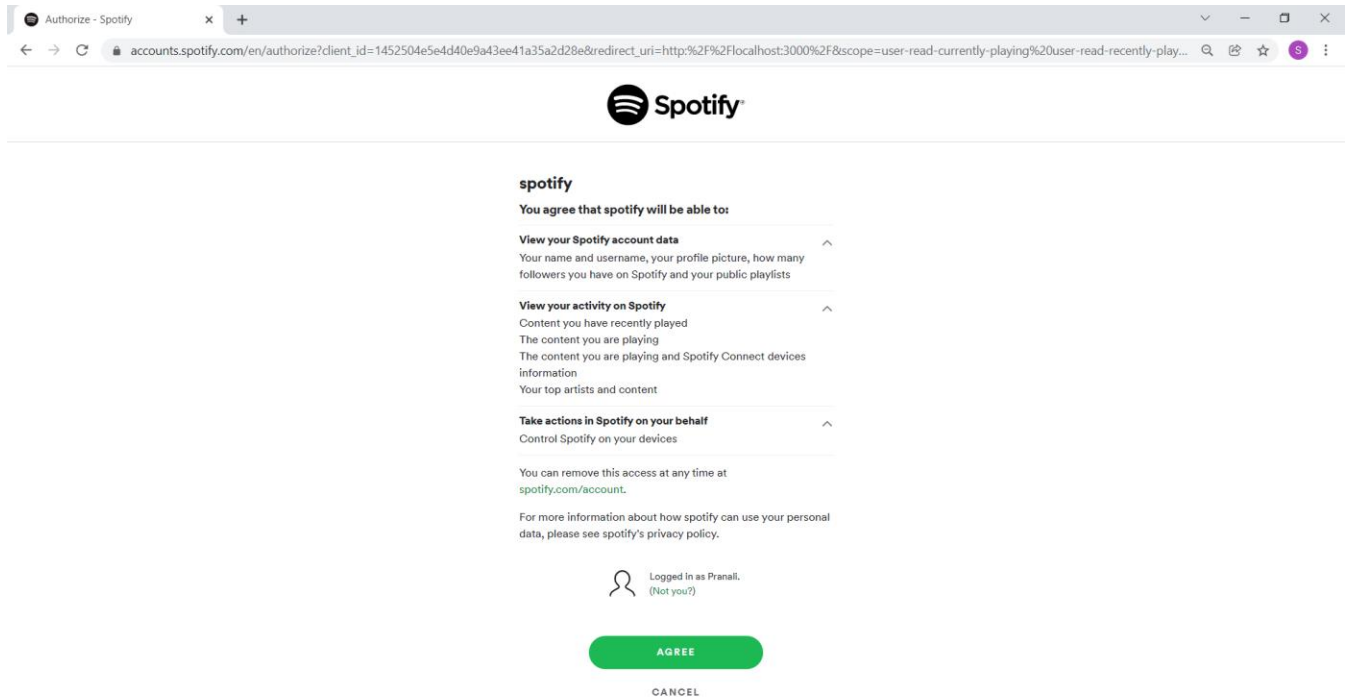 Authorize - Spotify
accounts.spotify.com/en/authorize?client_id=1452504e5e4d40e9a43ee41a35a2d28e&redirect_uri=http:%2F%2Flocalhost:3000%2F&scope=user-read-currently-playing%20user-read-recently-play...
S
Spotify
spotify
You agree that spotify will be able to:
View your Spotify account data
Your name and username, your profile picture, how many
followers you have on Spotify and your public playlists
View your activity on Spotify
Content you have recently played
The content you are playing
The content you are playing and Spotify Connect devices
information
Your top artists and content
Take actions in Spotify on your behalf
Control Spotify on your devices
You can remove this access at any time at
spotify.com/account.
For more information about how spotify can use your personal
data, please see spotify's privacy policy.
Logged in as Pranali.
(Not you?)
AGREE
CANCEL